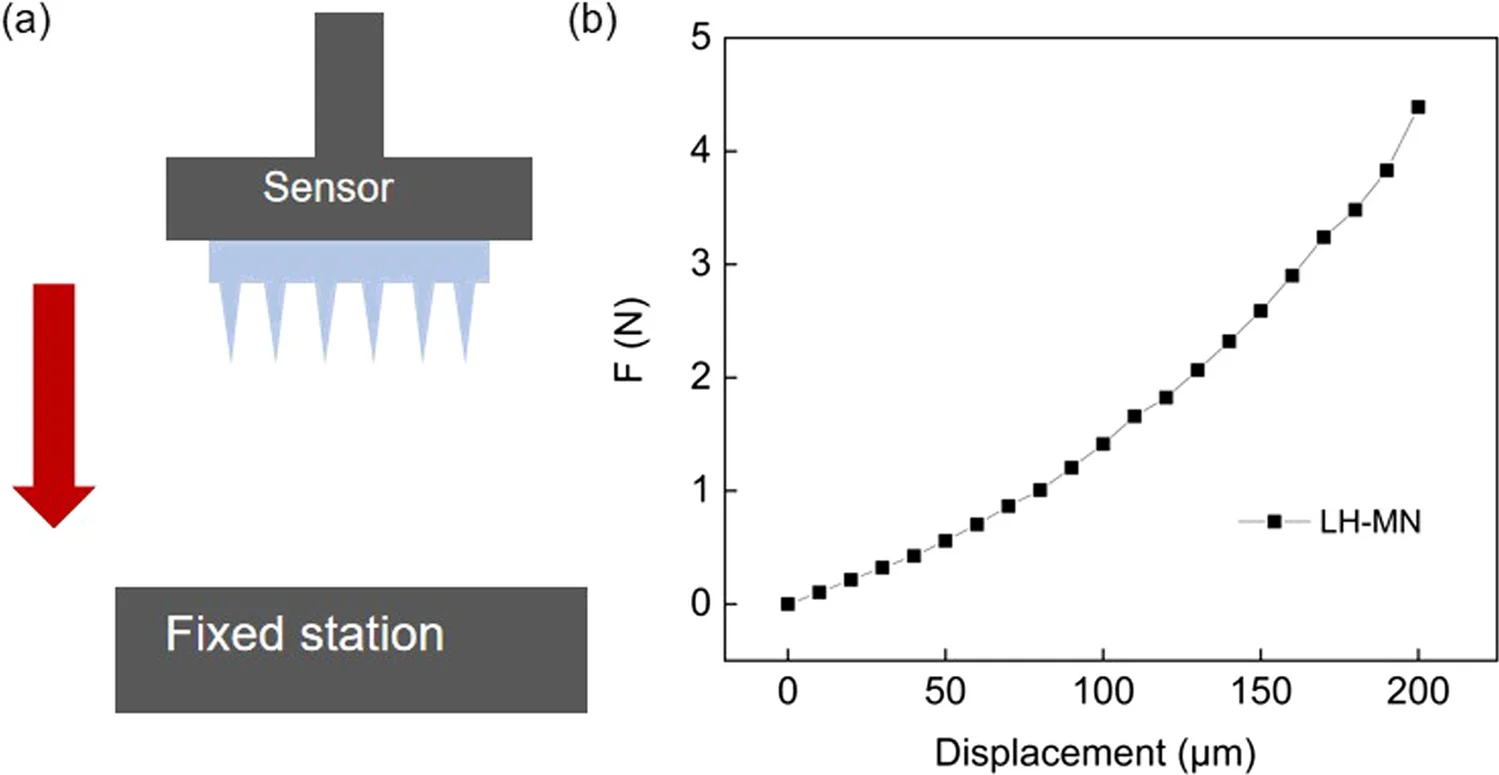 (a)
Sensor
Fixed station
(b)
5
4
3
2
1
0
F (N)
0 50 100 150 200
Displacement (μm)
LH-MN